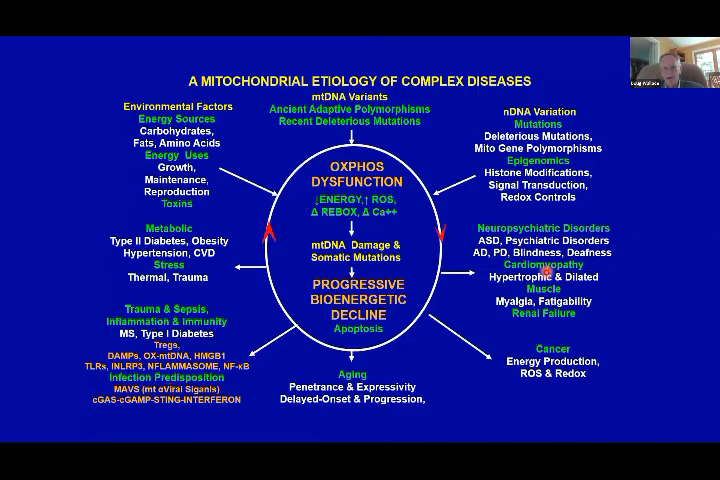 Doug Wallace
A MITOCHONDRIAL ETIOLOGY OF COMPLEX DISEASES
mtDNA Variants
Ancient Adaptive Polymorphisms
Recent Deleterious Mutations
Environmental Factors
Energy Sources
Carbohydrates,
Fats, Amino Acids
Energy Uses
Growth,
Maintenance,
Reproduction
Toxins
nDNA Variation
Mutations
Deleterious Mutations,
Mito Gene Polymorphisms
Epigenomics
Histone Modifications,
Signal Transduction,
Redox Controls
OXPHOS
DYSFUNCTION
↓ENERGY,↑ ROS,
Δ REBOX, Δ Ca++
mtDNA Damage &
Somatic Mutations
PROGRESSIVE
BIOENERGETIC
DECLINE
Apoptosis
Metabolic
Type II Diabetes, Obesity
Hypertension, CVD
Stress
Thermal, Trauma
Neuropsychiatric Disorders
ASD, Psychiatric Disorders
AD, PD, Blindness, Deafness
Cardiomyopathy
Hypertrophic & Dilated
Muscle
Myalgia, Fatigability
Renal Failure
Trauma & Sepsis,
Inflammation & Immunity
MS, Type I Diabetes
Tregs,
DAMPs, OX-mtDNA, HMGB1
TLRs, INLRP3, NFLAMMASOME, NF-κB
Infection Predisposition
MAVS (mt αViral Siganls)
cGAS-cGAMP-STING-INTERFERON
Aging
Penetrance & Expressivity
Delayed-Onset & Progression,
Cancer
Energy Production,
ROS & Redox